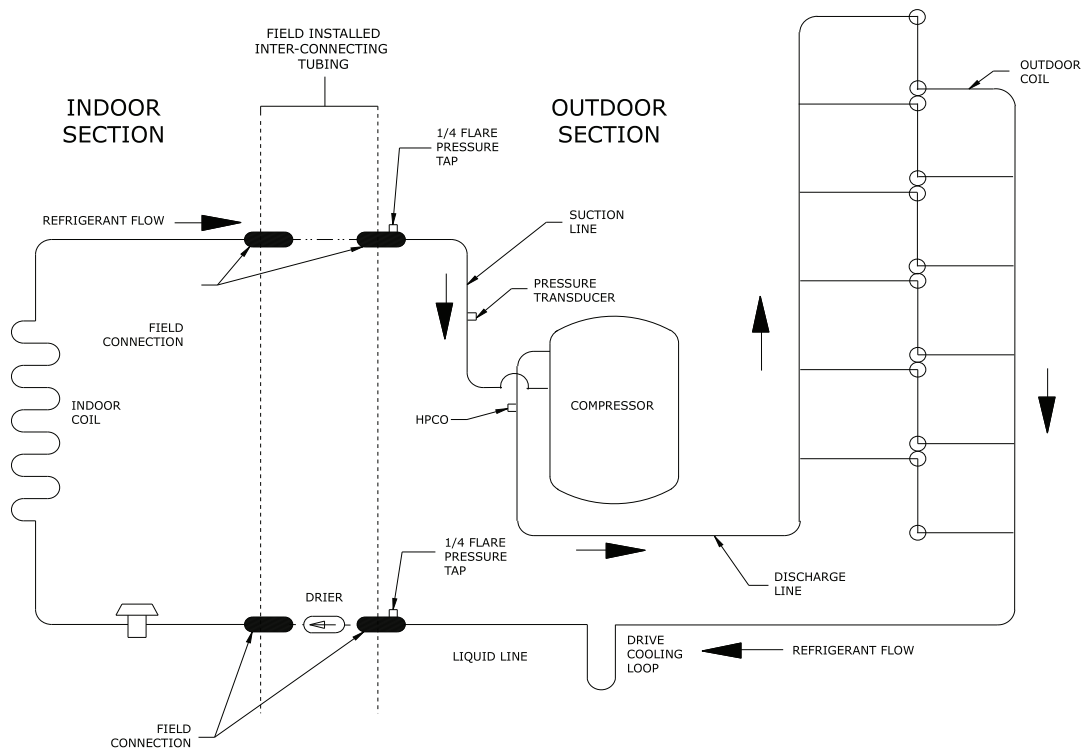 FIELD INSTALLED
INTER-CONNECTING
TUBING
INDOOR
SECTION
OUTDOOR
SECTION
OUTDOOR
COIL
1/4 FLARE
PRESSURE
TAP
REFRIGERANT FLOW
SUCTION
LINE
PRESSURE
TRANSDUCER
FIELD
CONNECTION
INDOOR
COIL
HPCO
COMPRESSOR
1/4 FLARE
PRESSURE
TAP
DISCHARGE
LINE
DRIER
LIQUID LINE
DRIVE
COOLING
LOOP
REFRIGERANT FLOW
FIELD
CONNECTION